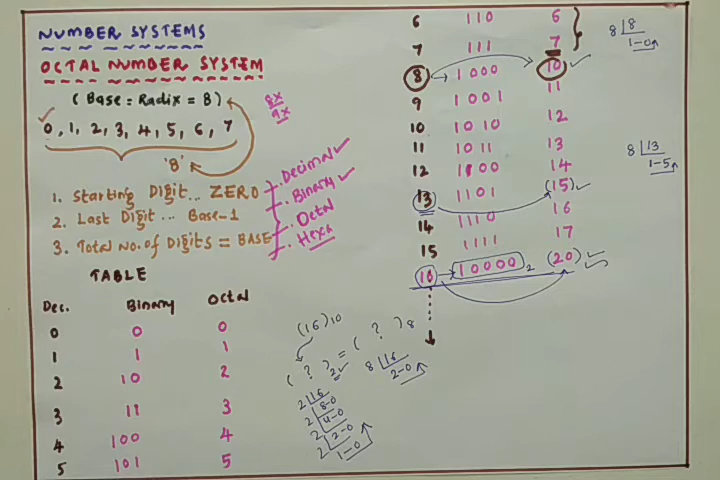 NUMBER SYSTEMS
OCTAL NUMBER SYSTEM
(Base = Radix = 8)
8x
9x
0, 1, 2, 3, 4, 5, 6, 7
'8'
1. Starting Digit... ZERO
2. Last Digit ... Base-1
3. Total No. of Digits = BASE
. Decimal
. Binary
. Octal
. Hexa
TABLE
Dec. Binary Octal
0 0 0
1 1 1
2 10 2
3 11 3
4 100 4
5 101 5
6 110 6
7 111 7
8 1000 10
9 1001 11
10 1010 12
11 1011 13
12 1100 14
13 1101 (15)
14 1110 16
15 1111 17
16 10000 2 (20)
8 8
1-0
8 13
1-5
(16)10
( ? )2 = ( ? )8
2 16
2 8-0
2 4-0
2 2-0
1-0
8 16
2-0